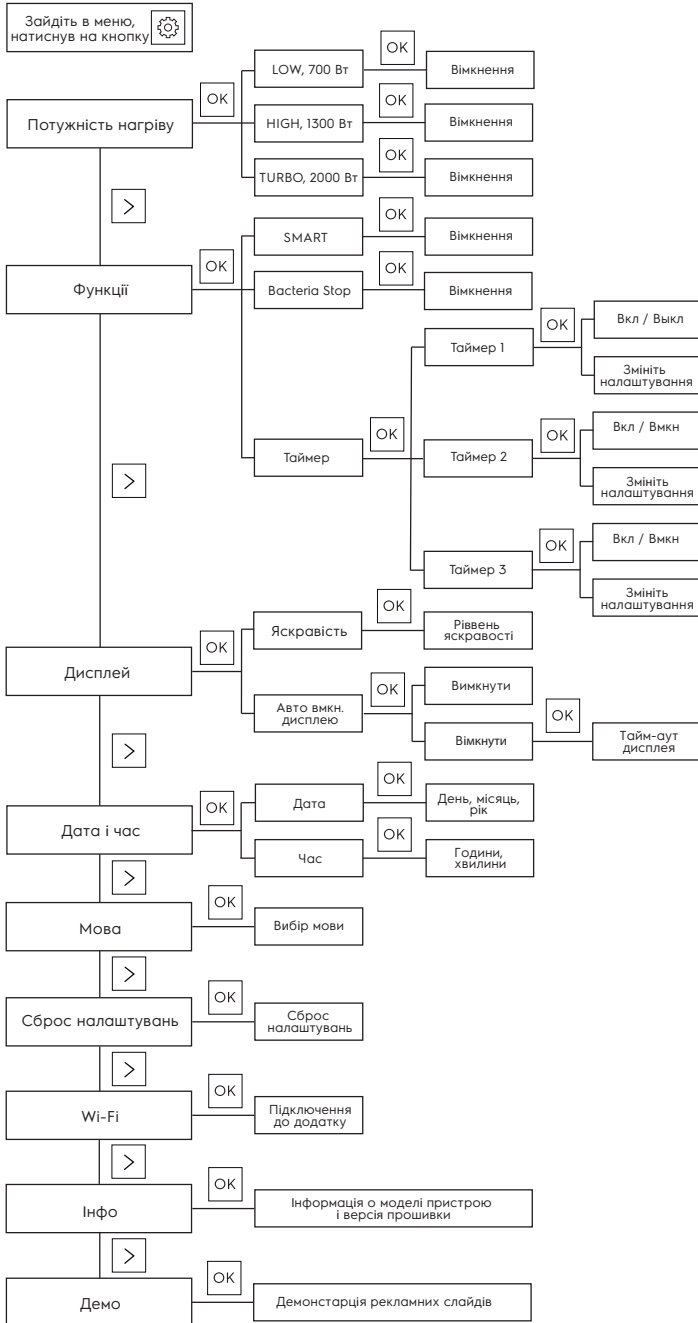 Зайдіть в меню,
натиснув на кнопку
Потужність нагріву
OK
LOW, 700 Вт
OK
Вімкнення
HIGH, 1300 Вт
OK
Вімкнення
TURBO, 2000 Вт
OK
Вімкнення
>
Функції
OK
SMART
OK
Вімкнення
Bacteria Stop
OK
Вімкнення
Таймер
OK
Таймер 1
OK
Вкл / Выкл
Змініть
налаштування
Таймер 2
OK
Вкл / Вмкн
Змініть
налаштування
Таймер 3
OK
Вкл / Вмкн
Змініть
налаштування
>
Дисплей
OK
Яскравість
OK
Ріввень
яскравості
Авто вмкн.
дисплею
OK
Вимкнути
Вімкнути
OK
Тайм-аут
дисплея
>
Дата і час
OK
Дата
OK
День, місяць,
рік
Час
OK
Години,
хвилини
>
Мова
OK
Вибір мови
>
Сброс налаштувань
OK
Сброс
налаштувань
>
Wi-Fi
OK
Підключення
до додатку
>
Інфо
OK
Інформація о моделі пристрою
і версія прошивки
>
Демо
OK
Демонстарція рекламних слайдів